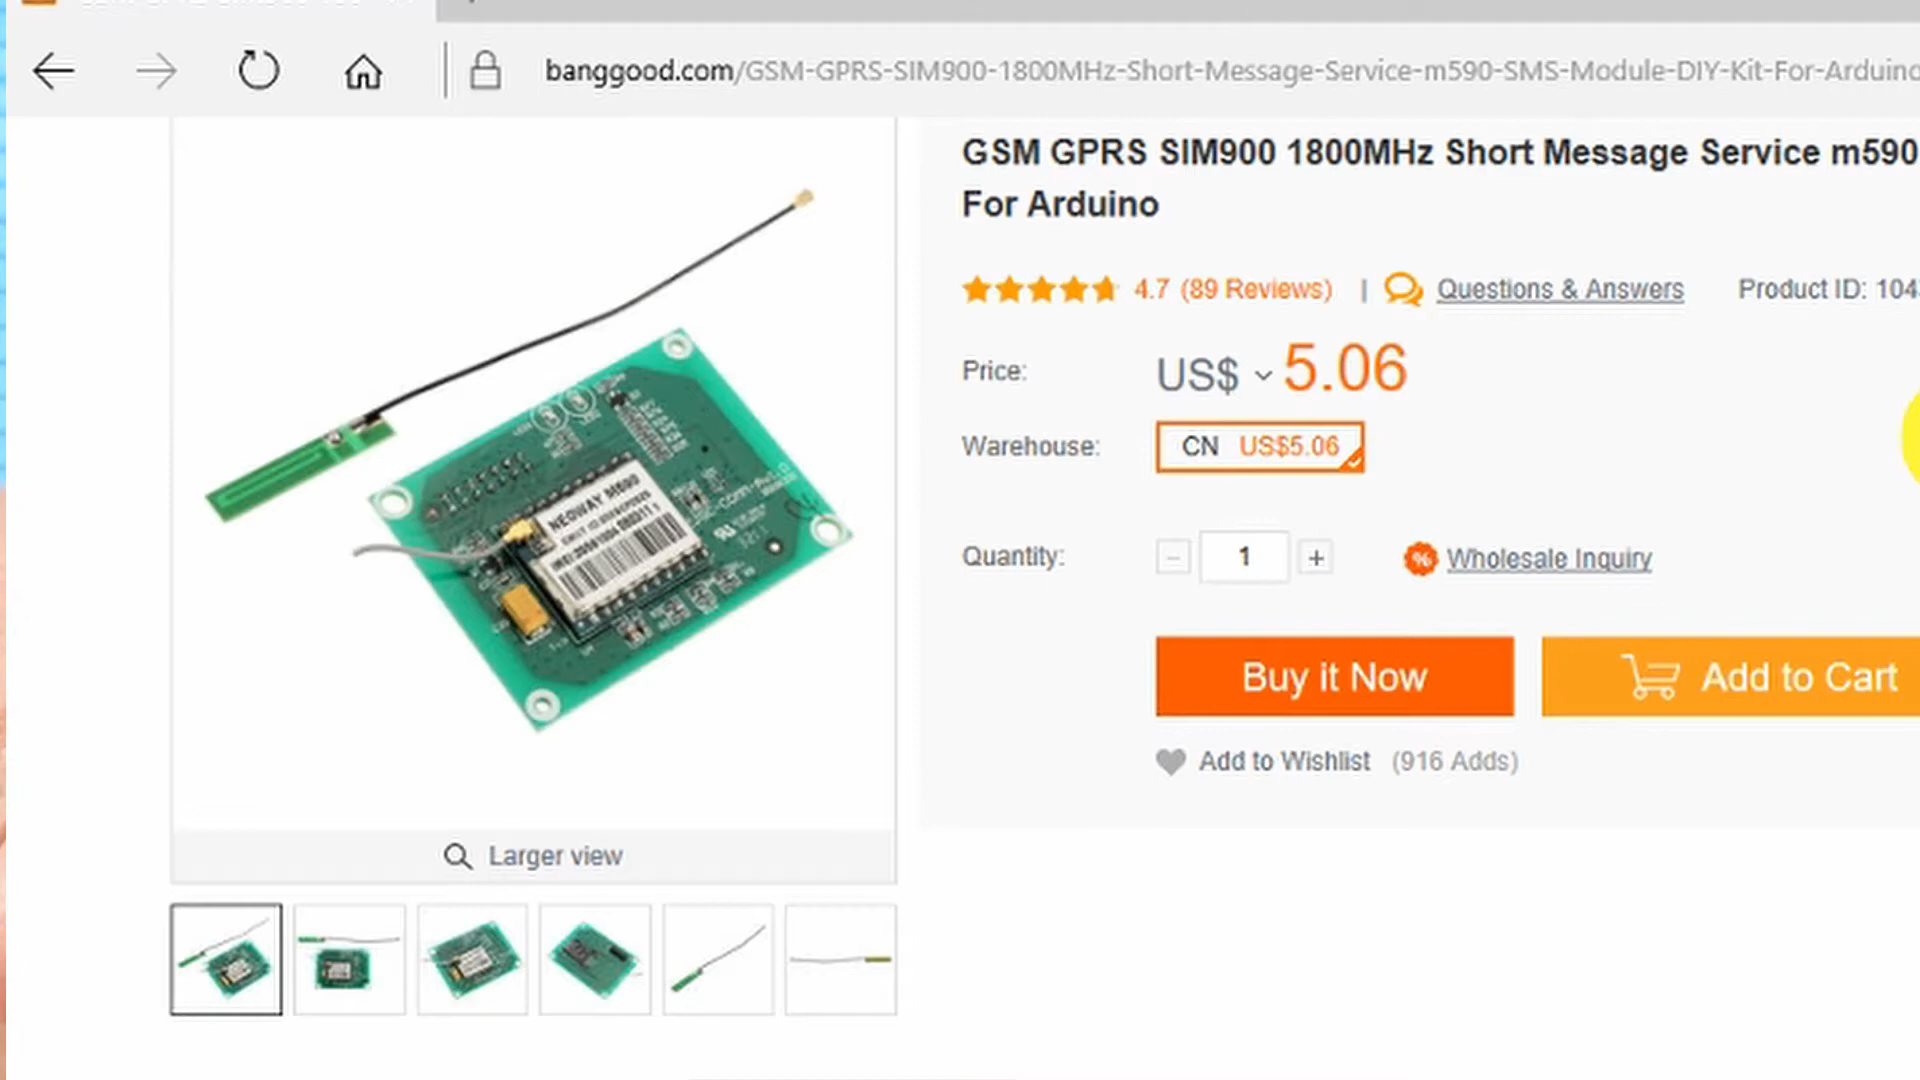 banggood.com/GSM-GPRS-SIM900-1800MHz-Short-Message-Service-m590-SMS-Module-DIY-Kit-For-Arduino
GSM GPRS SIM900 1800MHz Short Message Service m590
For Arduino
4.7 (89 Reviews) | Questions & Answers Product ID: 104
Price: US$ 5.06
Warehouse: CN US$5.06
Quantity: - 1 + % Wholesale Inquiry
Buy it Now Add to Cart
Add to Wishlist (916 Adds)
NEOWAY M590
Larger view